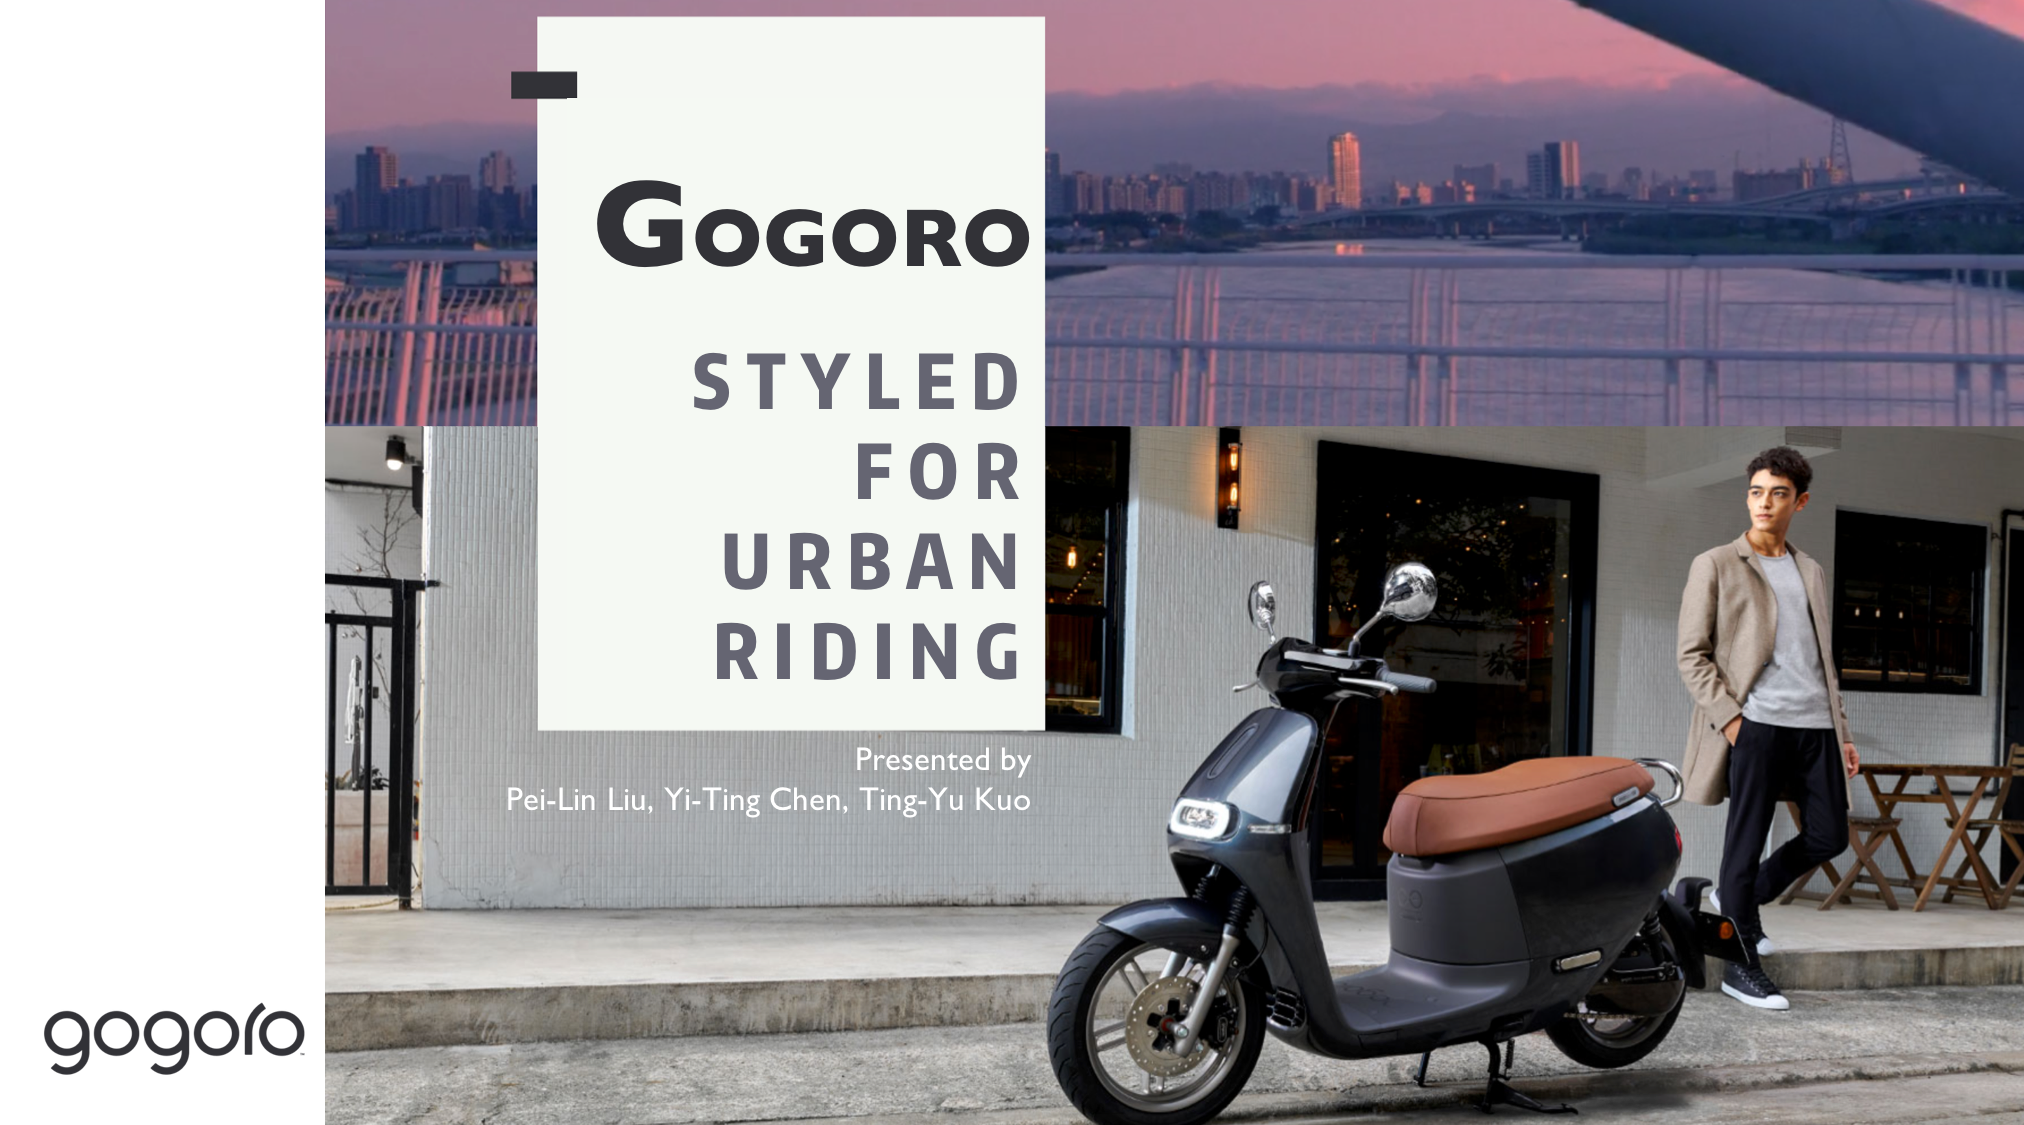 GOGORO
STYLED
FOR
URBAN
RIDING
Presented by
Pei-Lin Liu, Yi-Ting Chen, Ting-Yu Kuo
gogoro